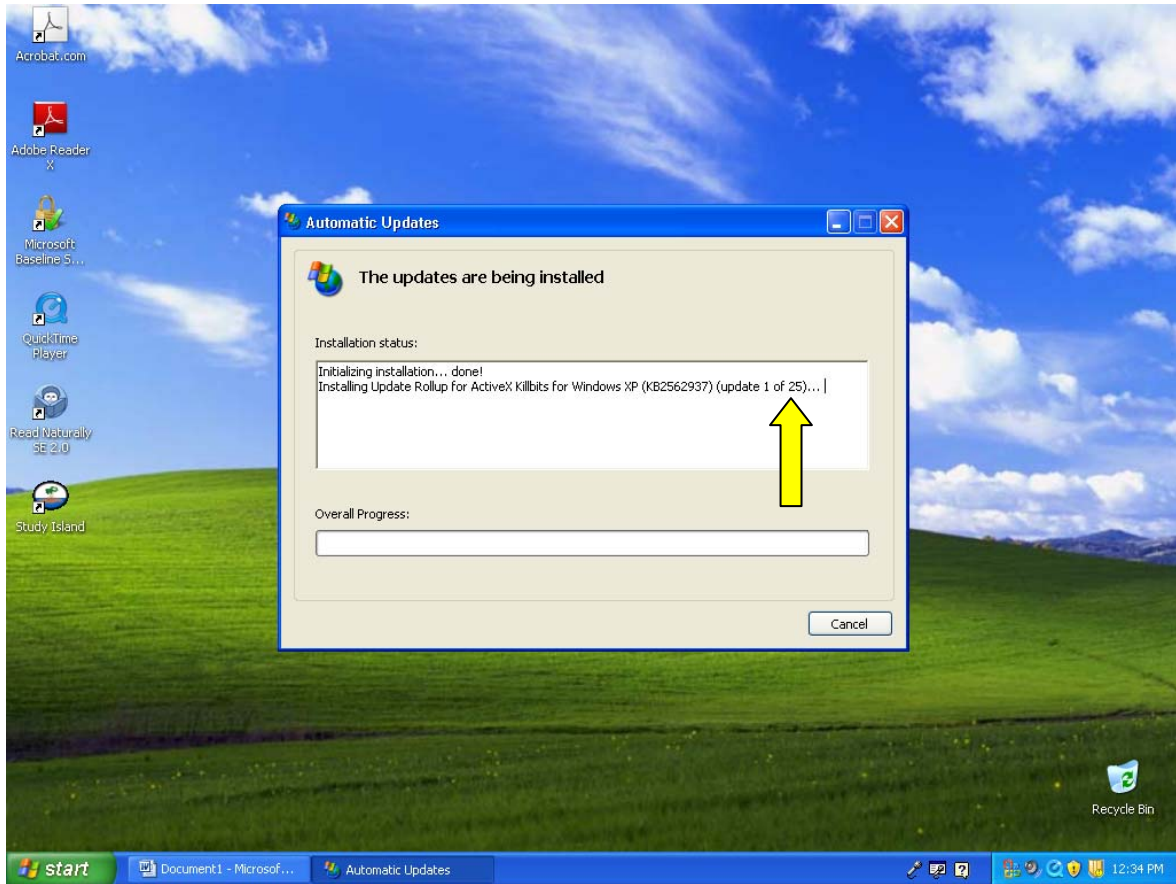 Acrobat.com
Adobe Reader
X
Microsoft
Baseline S...
QuickTime
Player
Read Naturally
SE 2.0
Study Island
Automatic Updates
The updates are being installed
Installation status:
Initializing installation... done!
Installing Update Rollup for ActiveX Killbits for Windows XP (KB2562937) (update 1 of 25)...
Overall Progress:
Cancel
Recycle Bin
start
Document1 - Microsof...
Automatic Updates
12:34 PM